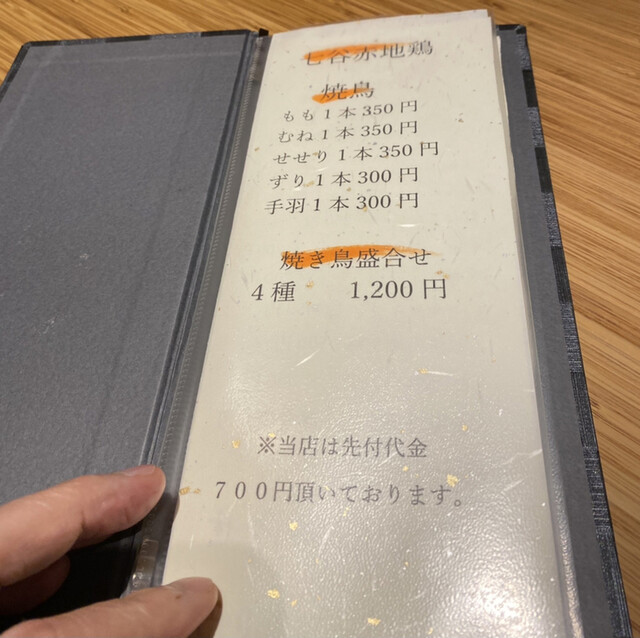 七谷赤地鶏
焼鳥
もも１本350円
むね１本350円
せせり１本350円
ずり１本300円
手羽１本300円
焼き鳥盛合せ
４種　　1,200円
※当店は先付代金
７００円頂いております。